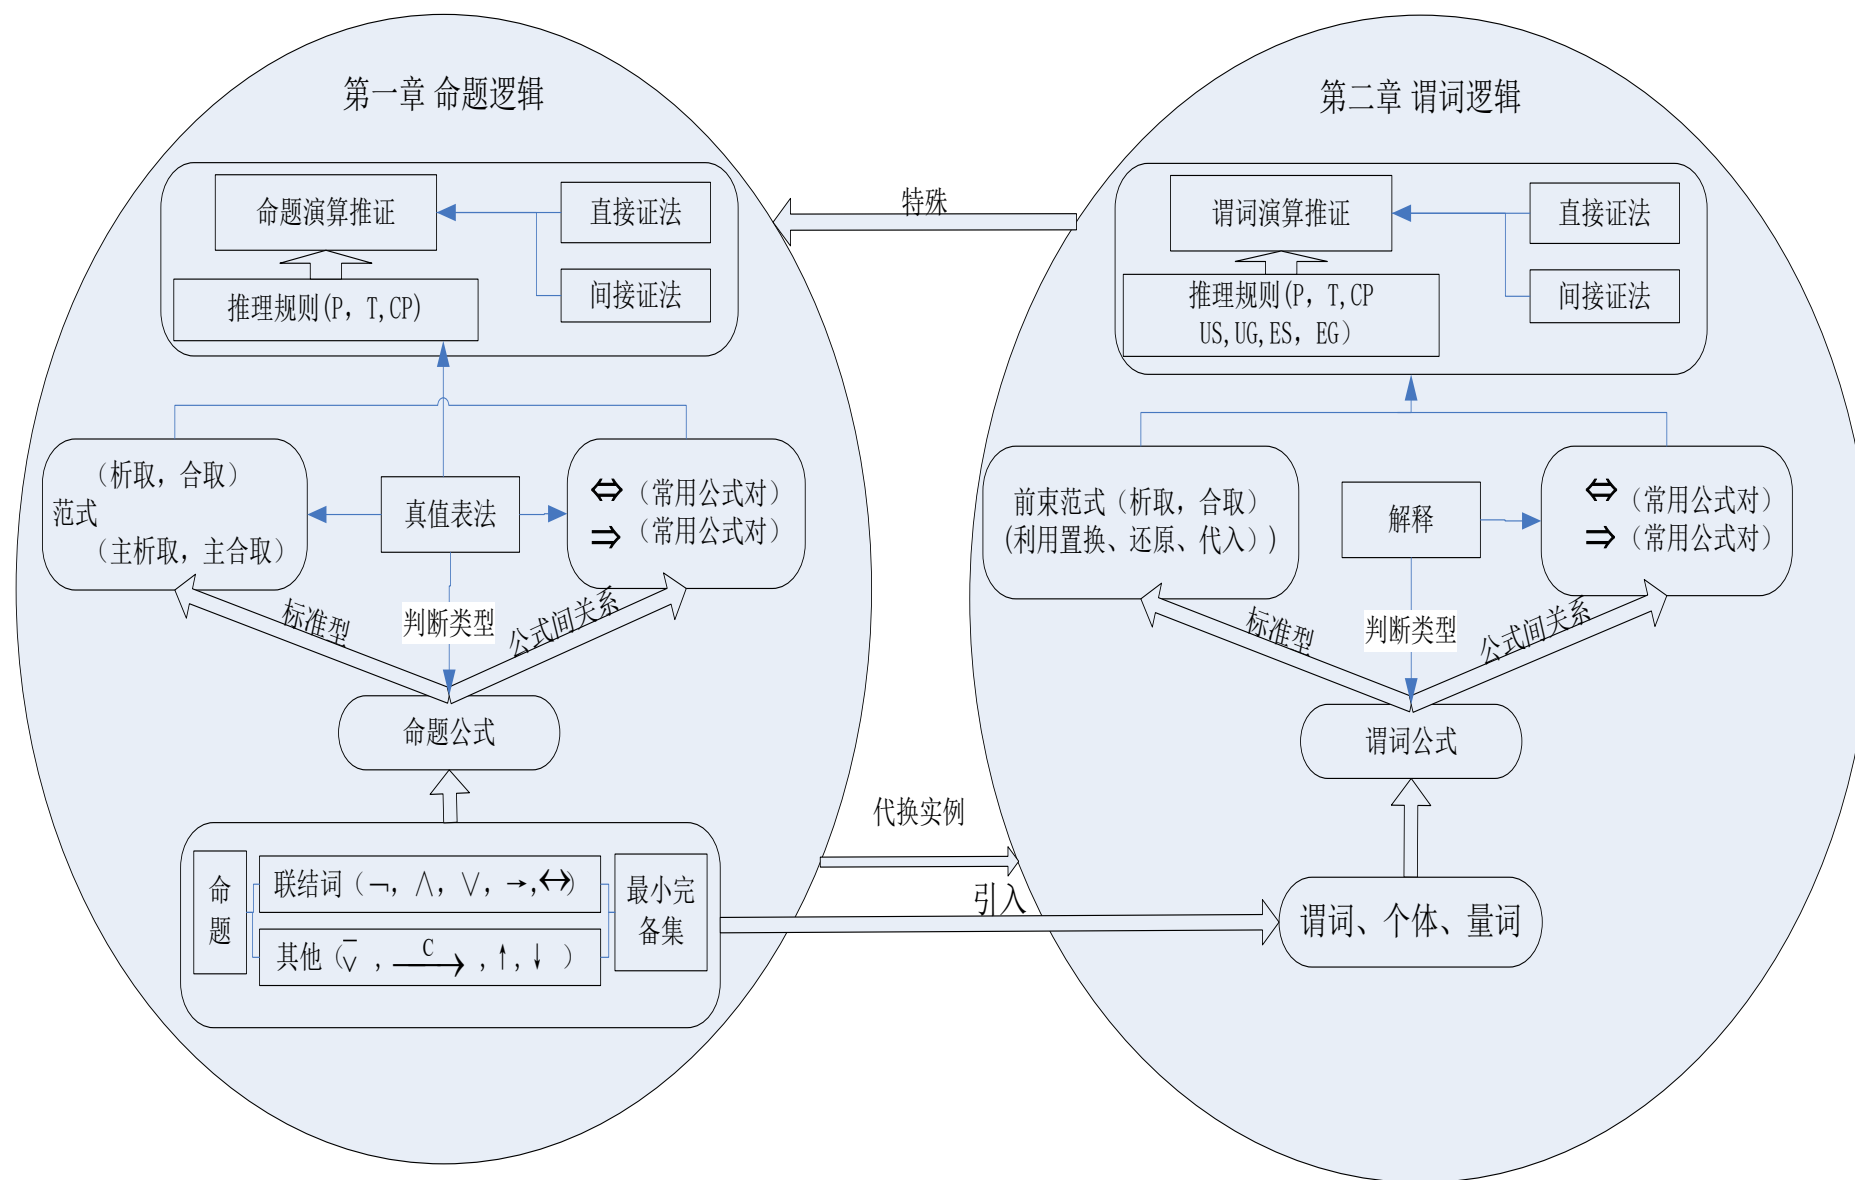 第一章 命题逻辑
命题演算推证
直接证法
间接证法
推理规则(P, T,CP)
（析取，合取）
范式
（主析取，主合取）
真值表法
⇔（常用公式对）
⇒（常用公式对）
标准型
判断类型
公式间关系
命题公式
命
题
联结词（¬，∧，∨，→,↔)
其他（⊽ , C→ ,↑,↓ ）
最小完
备集
特殊
代换实例
引入
第二章 谓词逻辑
谓词演算推证
直接证法
间接证法
推理规则(P, T,CP
US,UG,ES, EG）
前束范式（析取，合取）
(利用置换、还原、代入）)
解释
⇔（常用公式对）
⇒（常用公式对）
标准型
判断类型
公式间关系
谓词公式
谓词、个体、量词